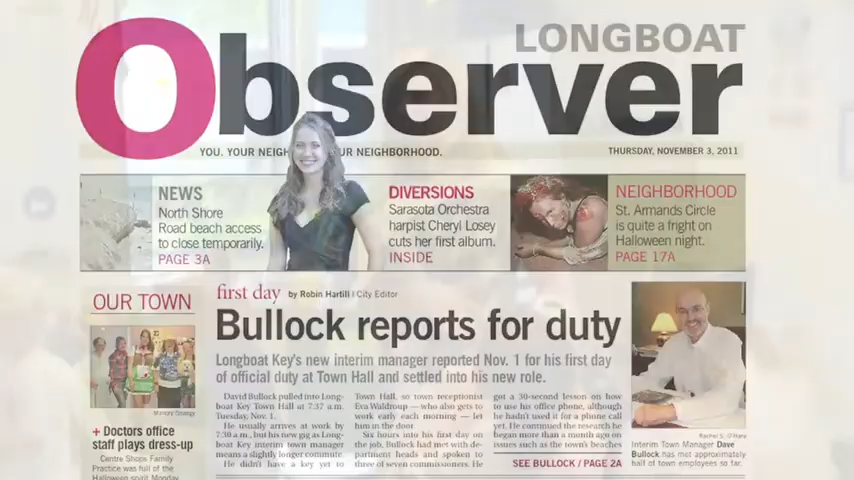 LONGBOAT
Observer
YOU. YOUR NEIGH UR NEIGHBORHOOD.
THURSDAY, NOVEMBER 3, 2011
NEWS
North Shore
Road beach access
to close temporarily.
PAGE 3A
DIVERSIONS
Sarasota Orchestra
harpist Cheryl Losey
cuts her first album.
INSIDE
NEIGHBORHOOD
St. Armands Circle
is quite a fright on
Halloween night.
PAGE 17A
OUR TOWN
+ Doctors office
staff plays dress-up
Centre Shops Family
Practice was full of the
Halloween spirit Monday
first day by Robin Hartill | City Editor
Bullock reports for duty
Longboat Key's new interim manager reported Nov. 1 for his first day
of official duty at Town Hall and settled into his new role.
David Bullock pulled into Long-
boat Key Town Hall at 7:37 a.m.
Tuesday, Nov. 1.
He usually arrives at work by
7:30 a.m., but his new gig as Longboat
Key interim town manager
means a slightly longer commute.
He didn't have a key yet to
Town Hall, so town receptionist
Eva Waldroup — who also gets to
work early each morning — let
him in the door.
Six hours into his first day on
the job, Bullock had met with de-
partment heads and spoken to
three of seven commissioners. He
got a 30-second lesson on how
to use his office phone, although
he hadn't used it for a phone call
yet. He continued the research he
began more than a month ago on
issues such as the town's beaches
SEE BULLOCK / PAGE 2A
Rachel S. O'Hara
Interim Town Manager Dave
Bullock has met approximately
half of town employees so far.